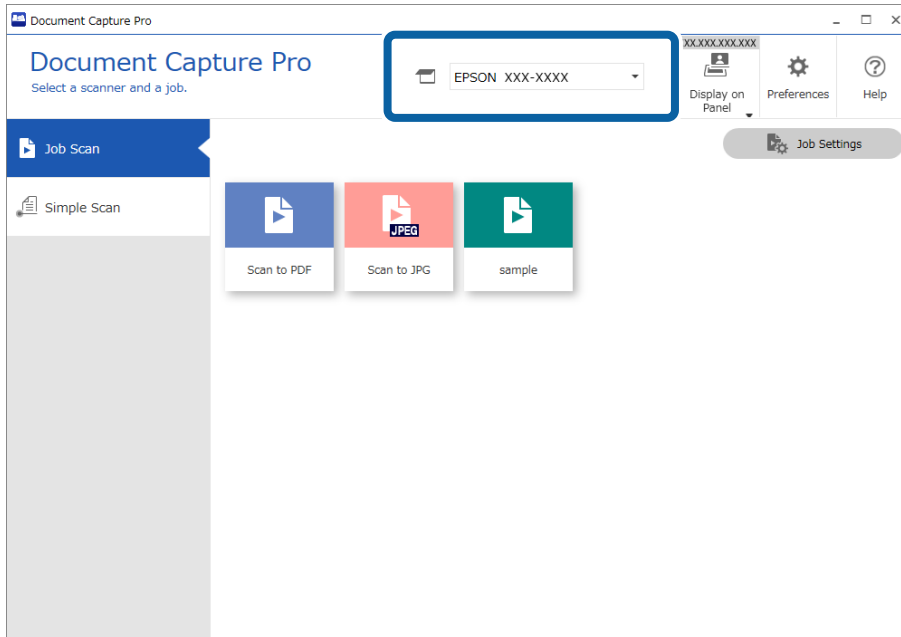 Document Capture Pro
Document Capture Pro
Select a scanner and a job.
EPSON XXX-XXXX
XX.XXX.XXX.XXX
Display on
Panel
Preferences
Help
Job Scan
Job Settings
Simple Scan
JPEG
Scan to PDF
Scan to JPG
sample